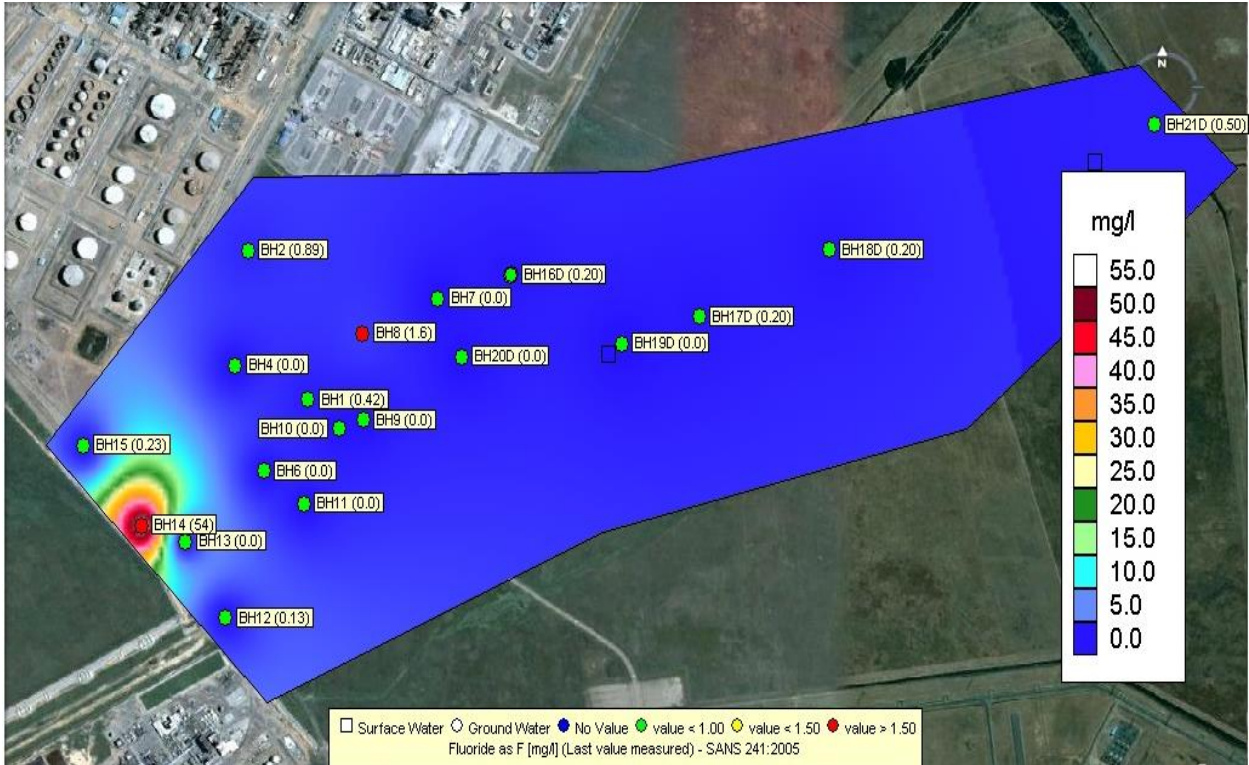 N
BH21D (0.50)
mg/l
55.0
50.0
45.0
40.0
35.0
30.0
25.0
20.0
15.0
10.0
5.0
0.0
BH2 (0.89)
BH18D (0.20)
BH16D (0.20)
BH7 (0.0)
BH17D (0.20)
BH8 (1.6)
BH19D (0.0)
BH20D (0.0)
BH4 (0.0)
BH1 (0.42)
BH9 (0.0)
BH10 (0.0)
BH15 (0.23)
BH6 (0.0)
BH11 (0.0)
BH14 (54)
BH13 (0.0)
BH12 (0.13)
Surface Water Ground Water No Value value < 1.00 value < 1.50 value > 1.50
Fluoride as F [mg/l] (Last value measured) - SANS 241:2005